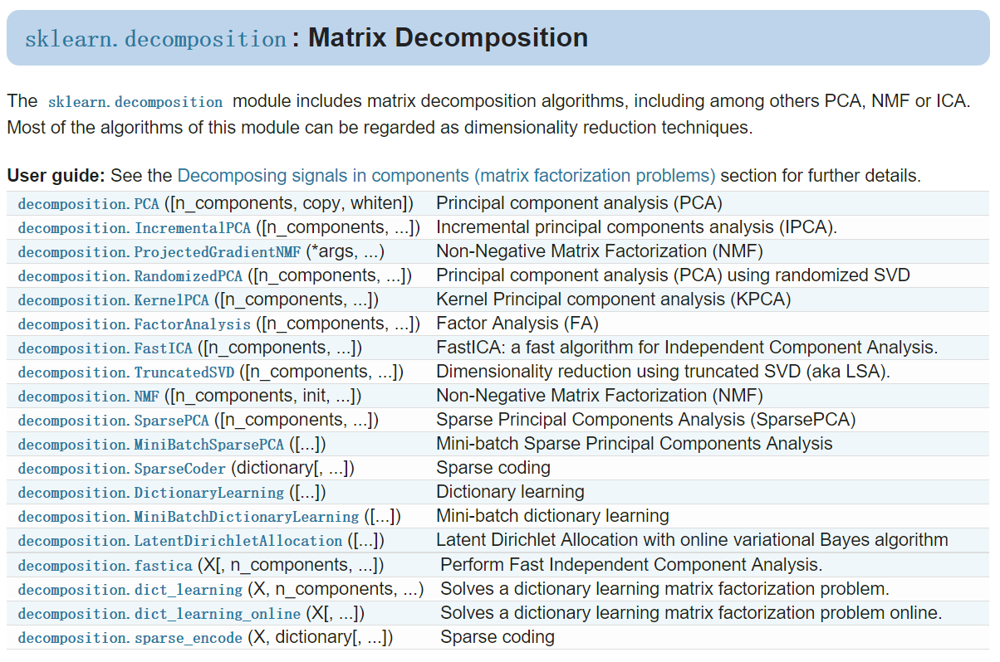 sklearn.decomposition: Matrix Decomposition
The sklearn.decomposition module includes matrix decomposition algorithms, including among others PCA, NMF or ICA.
Most of the algorithms of this module can be regarded as dimensionality reduction techniques.
User guide: See the Decomposing signals in components (matrix factorization problems) section for further details.
decomposition.PCA ([n_components, copy, whiten]) Principal component analysis (PCA)
decomposition.IncrementalPCA ([n_components, ...]) Incremental principal components analysis (IPCA).
decomposition.ProjectedGradientNMF (*args, ...) Non-Negative Matrix Factorization (NMF)
decomposition.RandomizedPCA ([n_components, ...]) Principal component analysis (PCA) using randomized SVD
decomposition.KernelPCA ([n_components, ...]) Kernel Principal component analysis (KPCA)
decomposition.FactorAnalysis ([n_components, ...]) Factor Analysis (FA)
decomposition.FastICA ([n_components, ...]) FastICA: a fast algorithm for Independent Component Analysis.
decomposition.TruncatedSVD ([n_components, ...]) Dimensionality reduction using truncated SVD (aka LSA).
decomposition.NMF ([n_components, init, ...]) Non-Negative Matrix Factorization (NMF)
decomposition.SparsePCA ([n_components, ...]) Sparse Principal Components Analysis (SparsePCA)
decomposition.MiniBatchSparsePCA ([...]) Mini-batch Sparse Principal Components Analysis
decomposition.SparseCoder (dictionary[, ...]) Sparse coding
decomposition.DictionaryLearning ([...]) Dictionary learning
decomposition.MiniBatchDictionaryLearning ([...]) Mini-batch dictionary learning
decomposition.LatentDirichletAllocation ([...]) Latent Dirichlet Allocation with online variational Bayes algorithm
decomposition.fastica (X[, n_components, ...]) Perform Fast Independent Component Analysis.
decomposition.dict_learning (X, n_components, ...) Solves a dictionary learning matrix factorization problem.
decomposition.dict_learning_online (X[, ...]) Solves a dictionary learning matrix factorization problem online.
decomposition.sparse_encode (X, dictionary[, ...]) Sparse coding